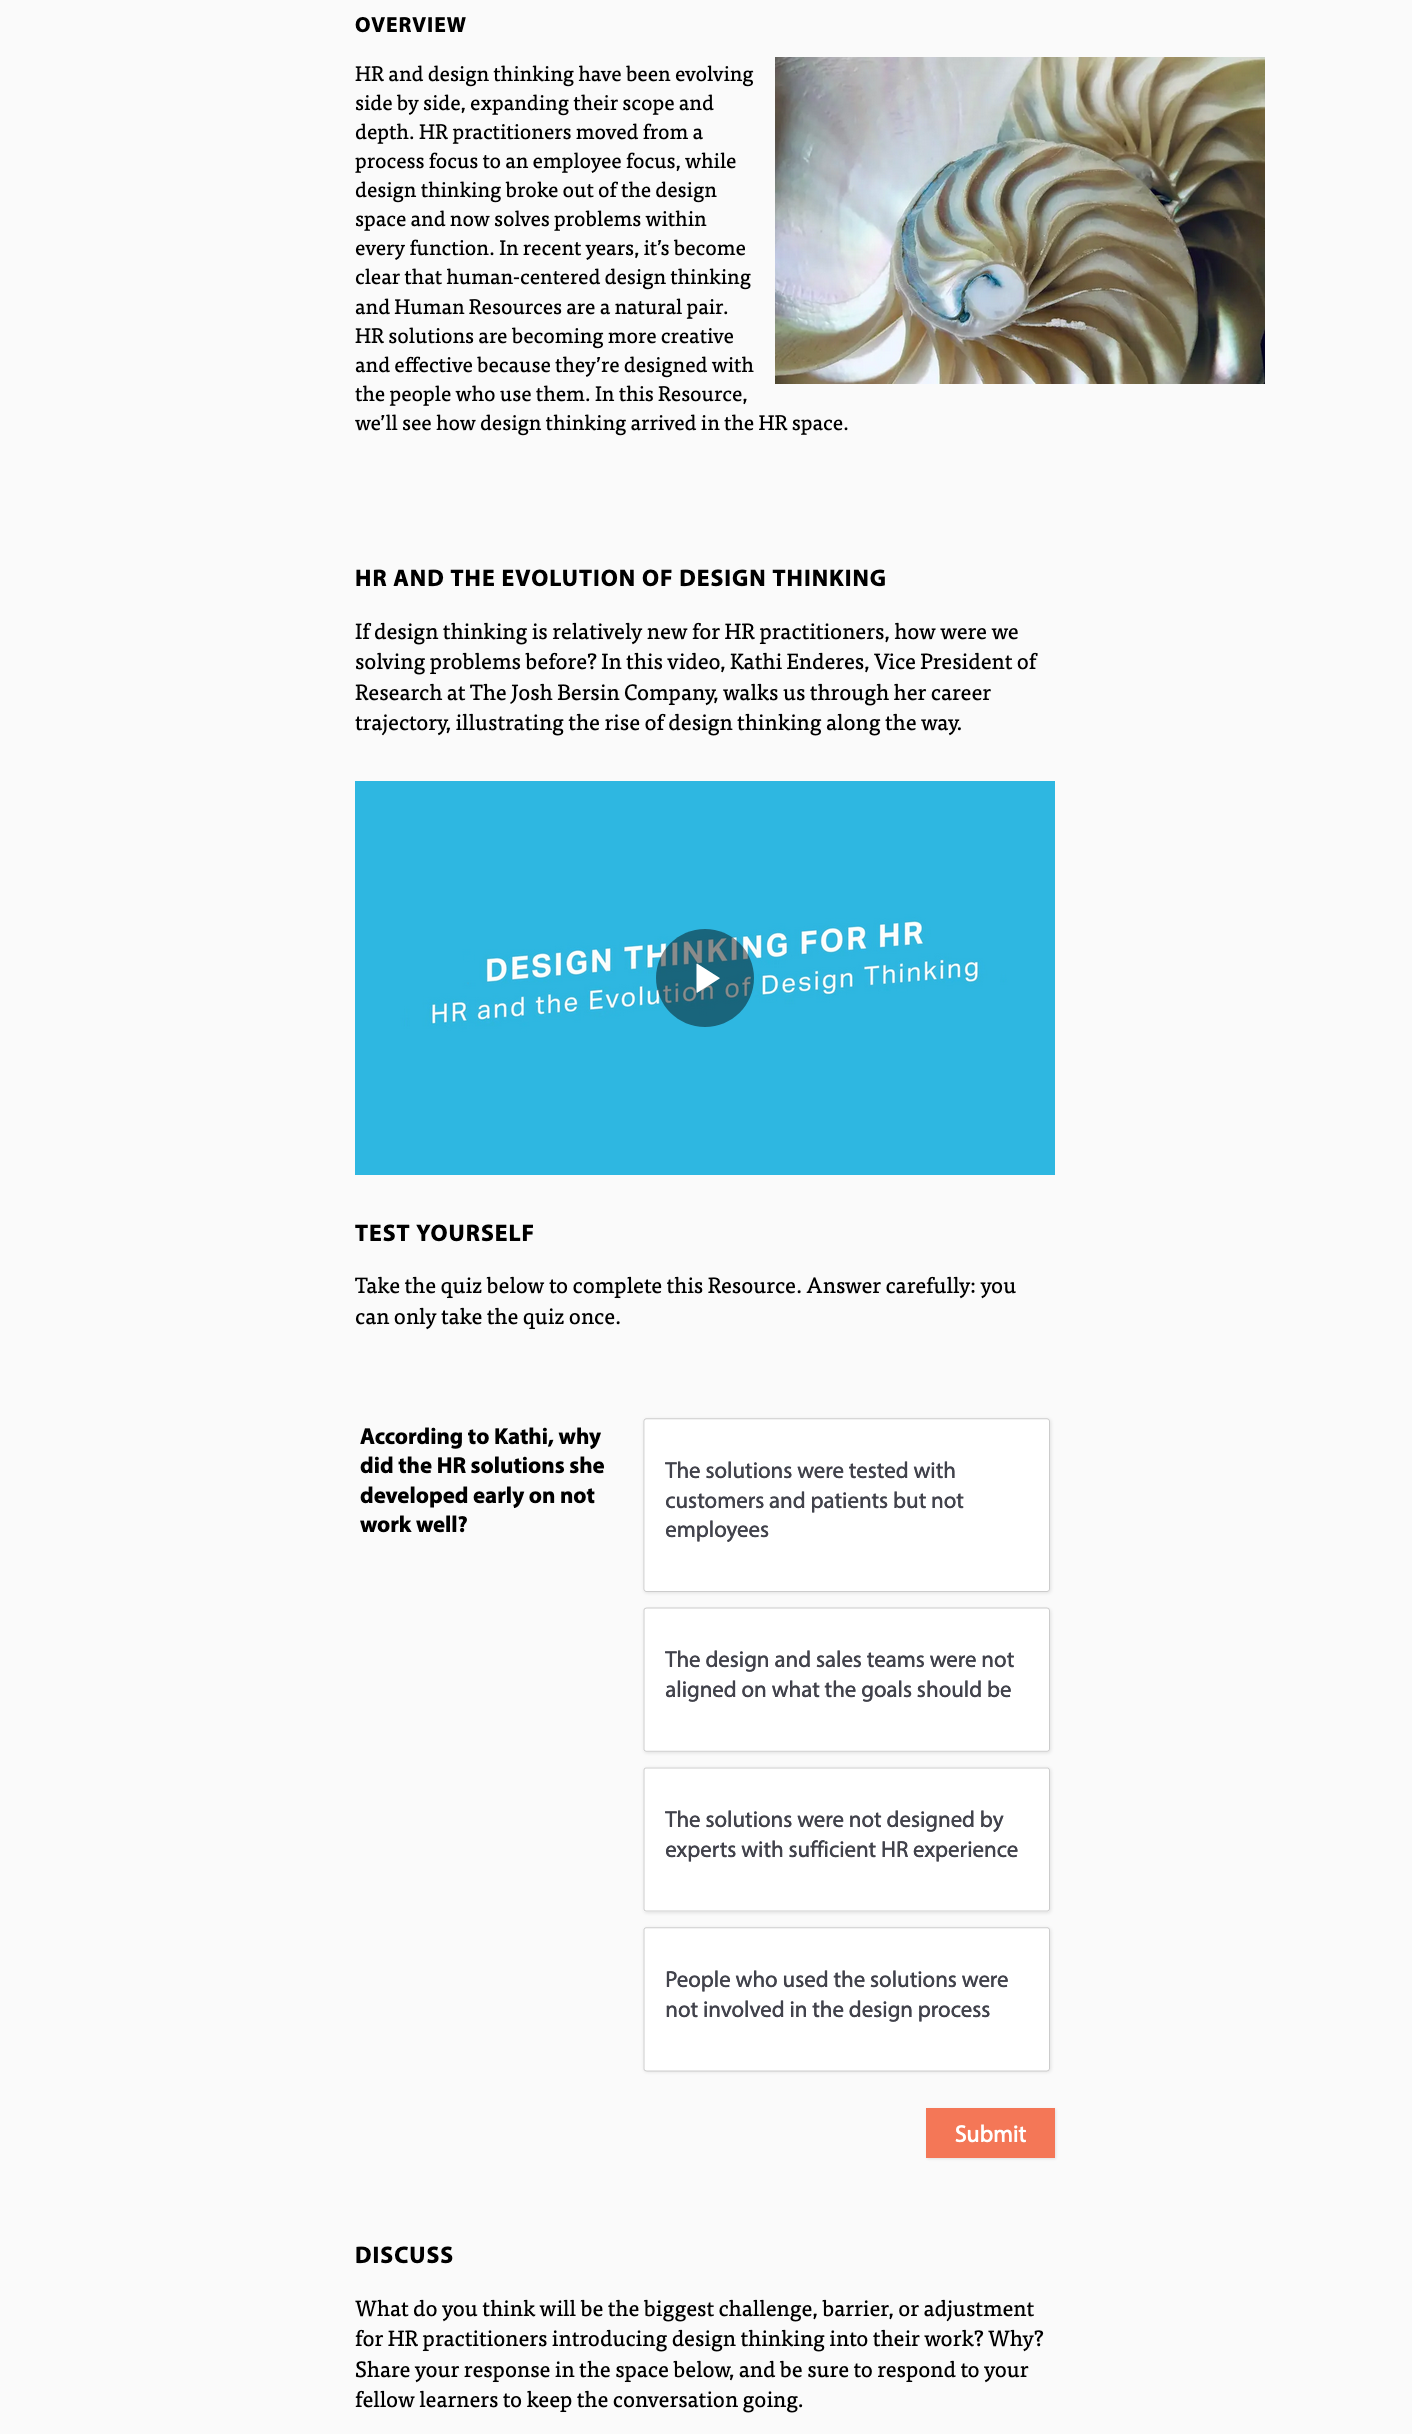 OVERVIEW
HR and design thinking have been evolving
side by side, expanding their scope and
depth. HR practitioners moved from a
process focus to an employee focus, while
design thinking broke out of the design
space and now solves problems within
every function. In recent years, it’s become
clear that human-centered design thinking
and Human Resources are a natural pair.
HR solutions are becoming more creative
and effective because they’re designed with
the people who use them. In this Resource,
we’ll see how design thinking arrived in the HR space.
HR AND THE EVOLUTION OF DESIGN THINKING
If design thinking is relatively new for HR practitioners, how were we
solving problems before? In this video, Kathi Enderes, Vice President of
Research at The Josh Bersin Company, walks us through her career
trajectory, illustrating the rise of design thinking along the way.
DESIGN THINKING FOR HR
HR and the Evolution of Design Thinking
TEST YOURSELF
Take the quiz below to complete this Resource. Answer carefully: you
can only take the quiz once.
According to Kathi, why
did the HR solutions she
developed early on not
work well?
The solutions were tested with
customers and patients but not
employees
The design and sales teams were not
aligned on what the goals should be
The solutions were not designed by
experts with sufficient HR experience
People who used the solutions were
not involved in the design process
Submit
DISCUSS
What do you think will be the biggest challenge, barrier, or adjustment
for HR practitioners introducing design thinking into their work? Why?
Share your response in the space below, and be sure to respond to your
fellow learners to keep the conversation going.